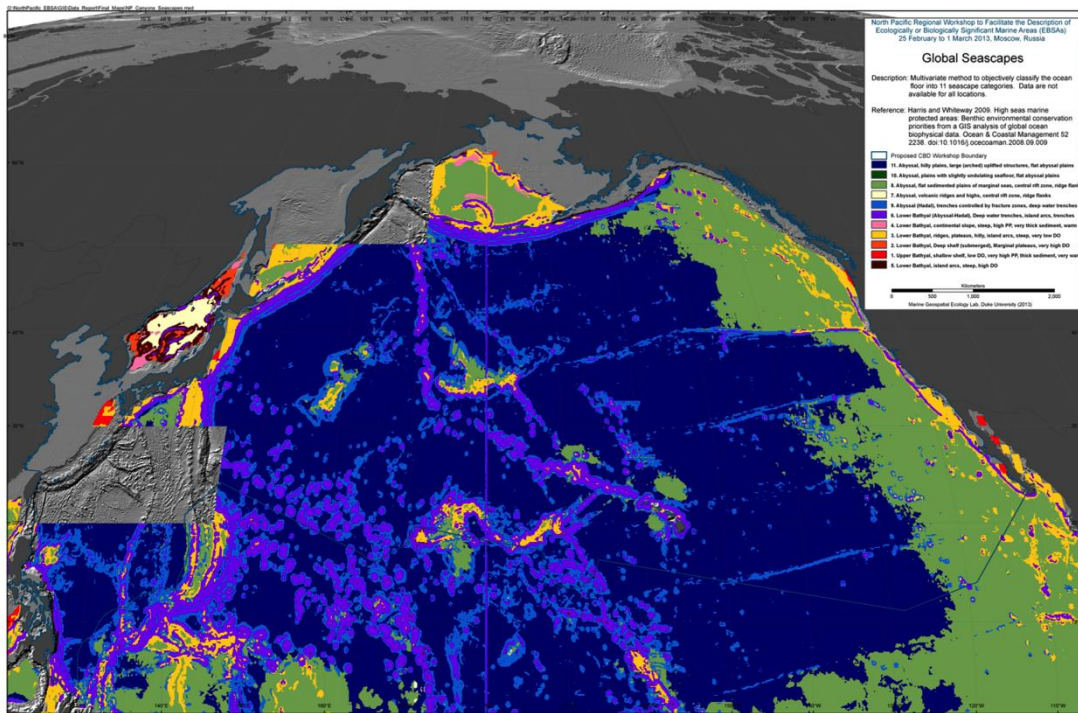 G:\NorthPacific_EBSA\GIS\Data_Report\Final_Maps\NP_Canyons_Seascapes.mxd
North Pacific Regional Workshop to Facilitate the Description of
Ecologically or Biologically Significant Marine Areas (EBSAs)
25 February to 1 March 2013, Moscow, Russia
Global Seascapes
Description: Multivariate method to objectively classify the ocean
floor into 11 seascape categories. Data are not
available for all locations.
Reference: Harris and Whiteway 2009. High seas marine
protected areas: Benthic environmental conservation
priorities from a GIS analysis of global ocean
biophysical data. Ocean & Coastal Management 52
2238. doi:10.1016/j.ocecoaman.2008.09.009
Proposed CBD Workshop Boundary
11. Abyssal, hilly plains, large (arched) uplifted structures, flat abyssal plains
10. Abyssal, plains with slightly undulating seafloor, flat abyssal plains
8. Abyssal, flat sedimented plains of marginal seas, central rift zone, ridge flank
7. Abyssal, volcanic ridges and highs, central rift zone, ridge flanks
9. Abyssal (Hadal), trenches controlled by fracture zones, deep water trenches
6. Lower Bathyal (Abyssal-Hadal), Deep water trenches, island arcs, trenches
4. Lower Bathyal, continental slope, steep, high PP, very thick sediment, warm
3. Lower Bathyal, ridges, plateaus, hilly, island arcs, steep, very low DO
2. Lower Bathyal, Deep shelf (submerged), Marginal plateaus, very high DO
1. Upper Bathyal, shallow shelf, low DO, very high PP, thick sediment, very war
5. Lower Bathyal, island arcs, steep, high DO
Kilometers
0 500 1,000 2,000
Marine Geospatial Ecology Lab, Duke University (2013)